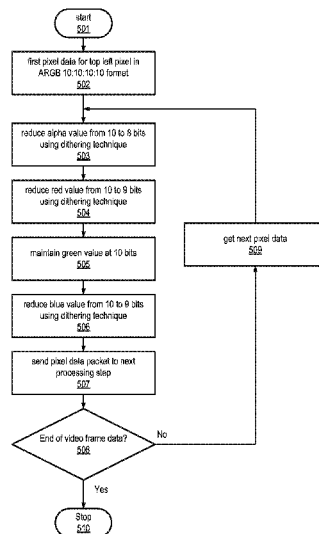 start
501
first pixel data for top left pixel in
ARGB 10:10:10:10 format
502
reduce alpha value from 10 to 8 bits
using dithering technique
503
reduce red value from 10 to 9 bits
using dithering technique
504
maintain green value at 10 bits
505
reduce blue value from 10 to 9 bits
using dithering technique
506
send pixel data packet to next
processing step
507
get next pixel data
509
End of video frame data?
508
No
Yes
Stop
510